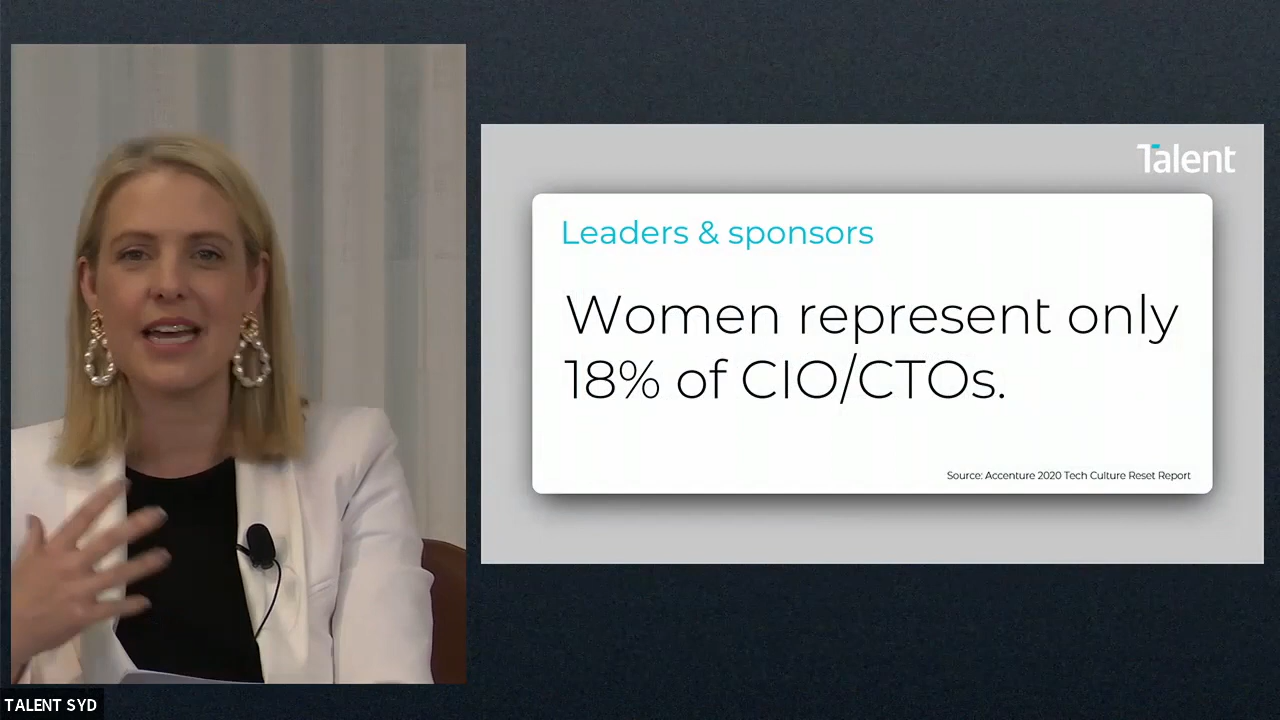 Talent
Leaders & sponsors
Women represent only
18% of CIO/CTOs.
Source: Accenture 2020 Tech Culture Reset Report
TALENT SYD